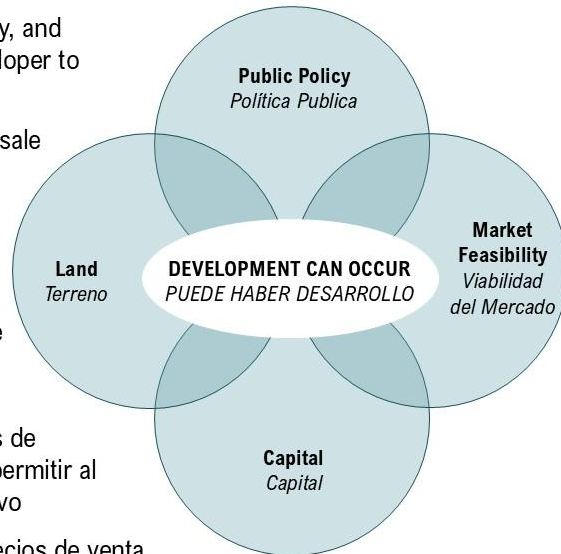 y, and
loper to
sale
Public Policy
Política Publica
Land
Terreno
DEVELOPMENT CAN OCCUR
PUEDE HABER DESARROLLO
Market
Feasibility
Viabilidad
del Mercado
s de
permitir al
vo
Capital
Capital
ecios de venta